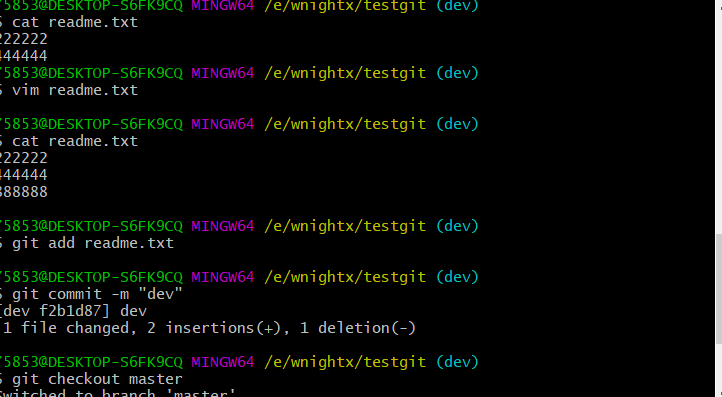 75853@DESKTOP-S6FK9CQ MINGW64 /e/wnightx/testgit (dev)
$ cat readme.txt
222222
444444
75853@DESKTOP-S6FK9CQ MINGW64 /e/wnightx/testgit (dev)
$ vim readme.txt
75853@DESKTOP-S6FK9CQ MINGW64 /e/wnightx/testgit (dev)
$ cat readme.txt
222222
444444
888888
75853@DESKTOP-S6FK9CQ MINGW64 /e/wnightx/testgit (dev)
$ git add readme.txt
75853@DESKTOP-S6FK9CQ MINGW64 /e/wnightx/testgit (dev)
$ git commit -m "dev"
[dev f2b1d87] dev
1 file changed, 2 insertions(+), 1 deletion(-)
75853@DESKTOP-S6FK9CQ MINGW64 /e/wnightx/testgit (dev)
$ git checkout master
Switched to branch 'master'